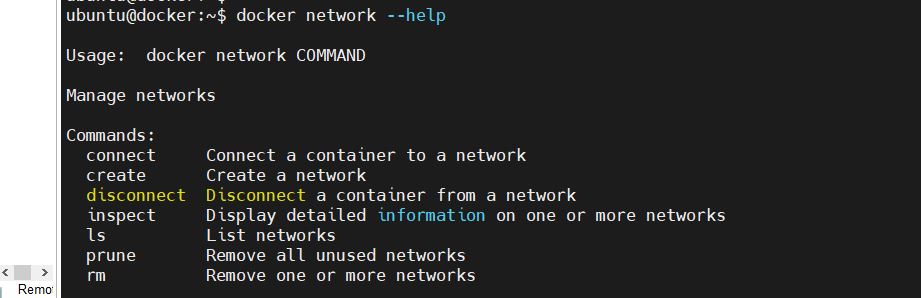 ubuntu@docker:~$ docker network --help
Usage:  docker network COMMAND
Manage networks
Commands:
  connect     Connect a container to a network
  create      Create a network
  disconnect  Disconnect a container from a network
  inspect     Display detailed information on one or more networks
  ls          List networks
  prune       Remove all unused networks
  rm          Remove one or more networks